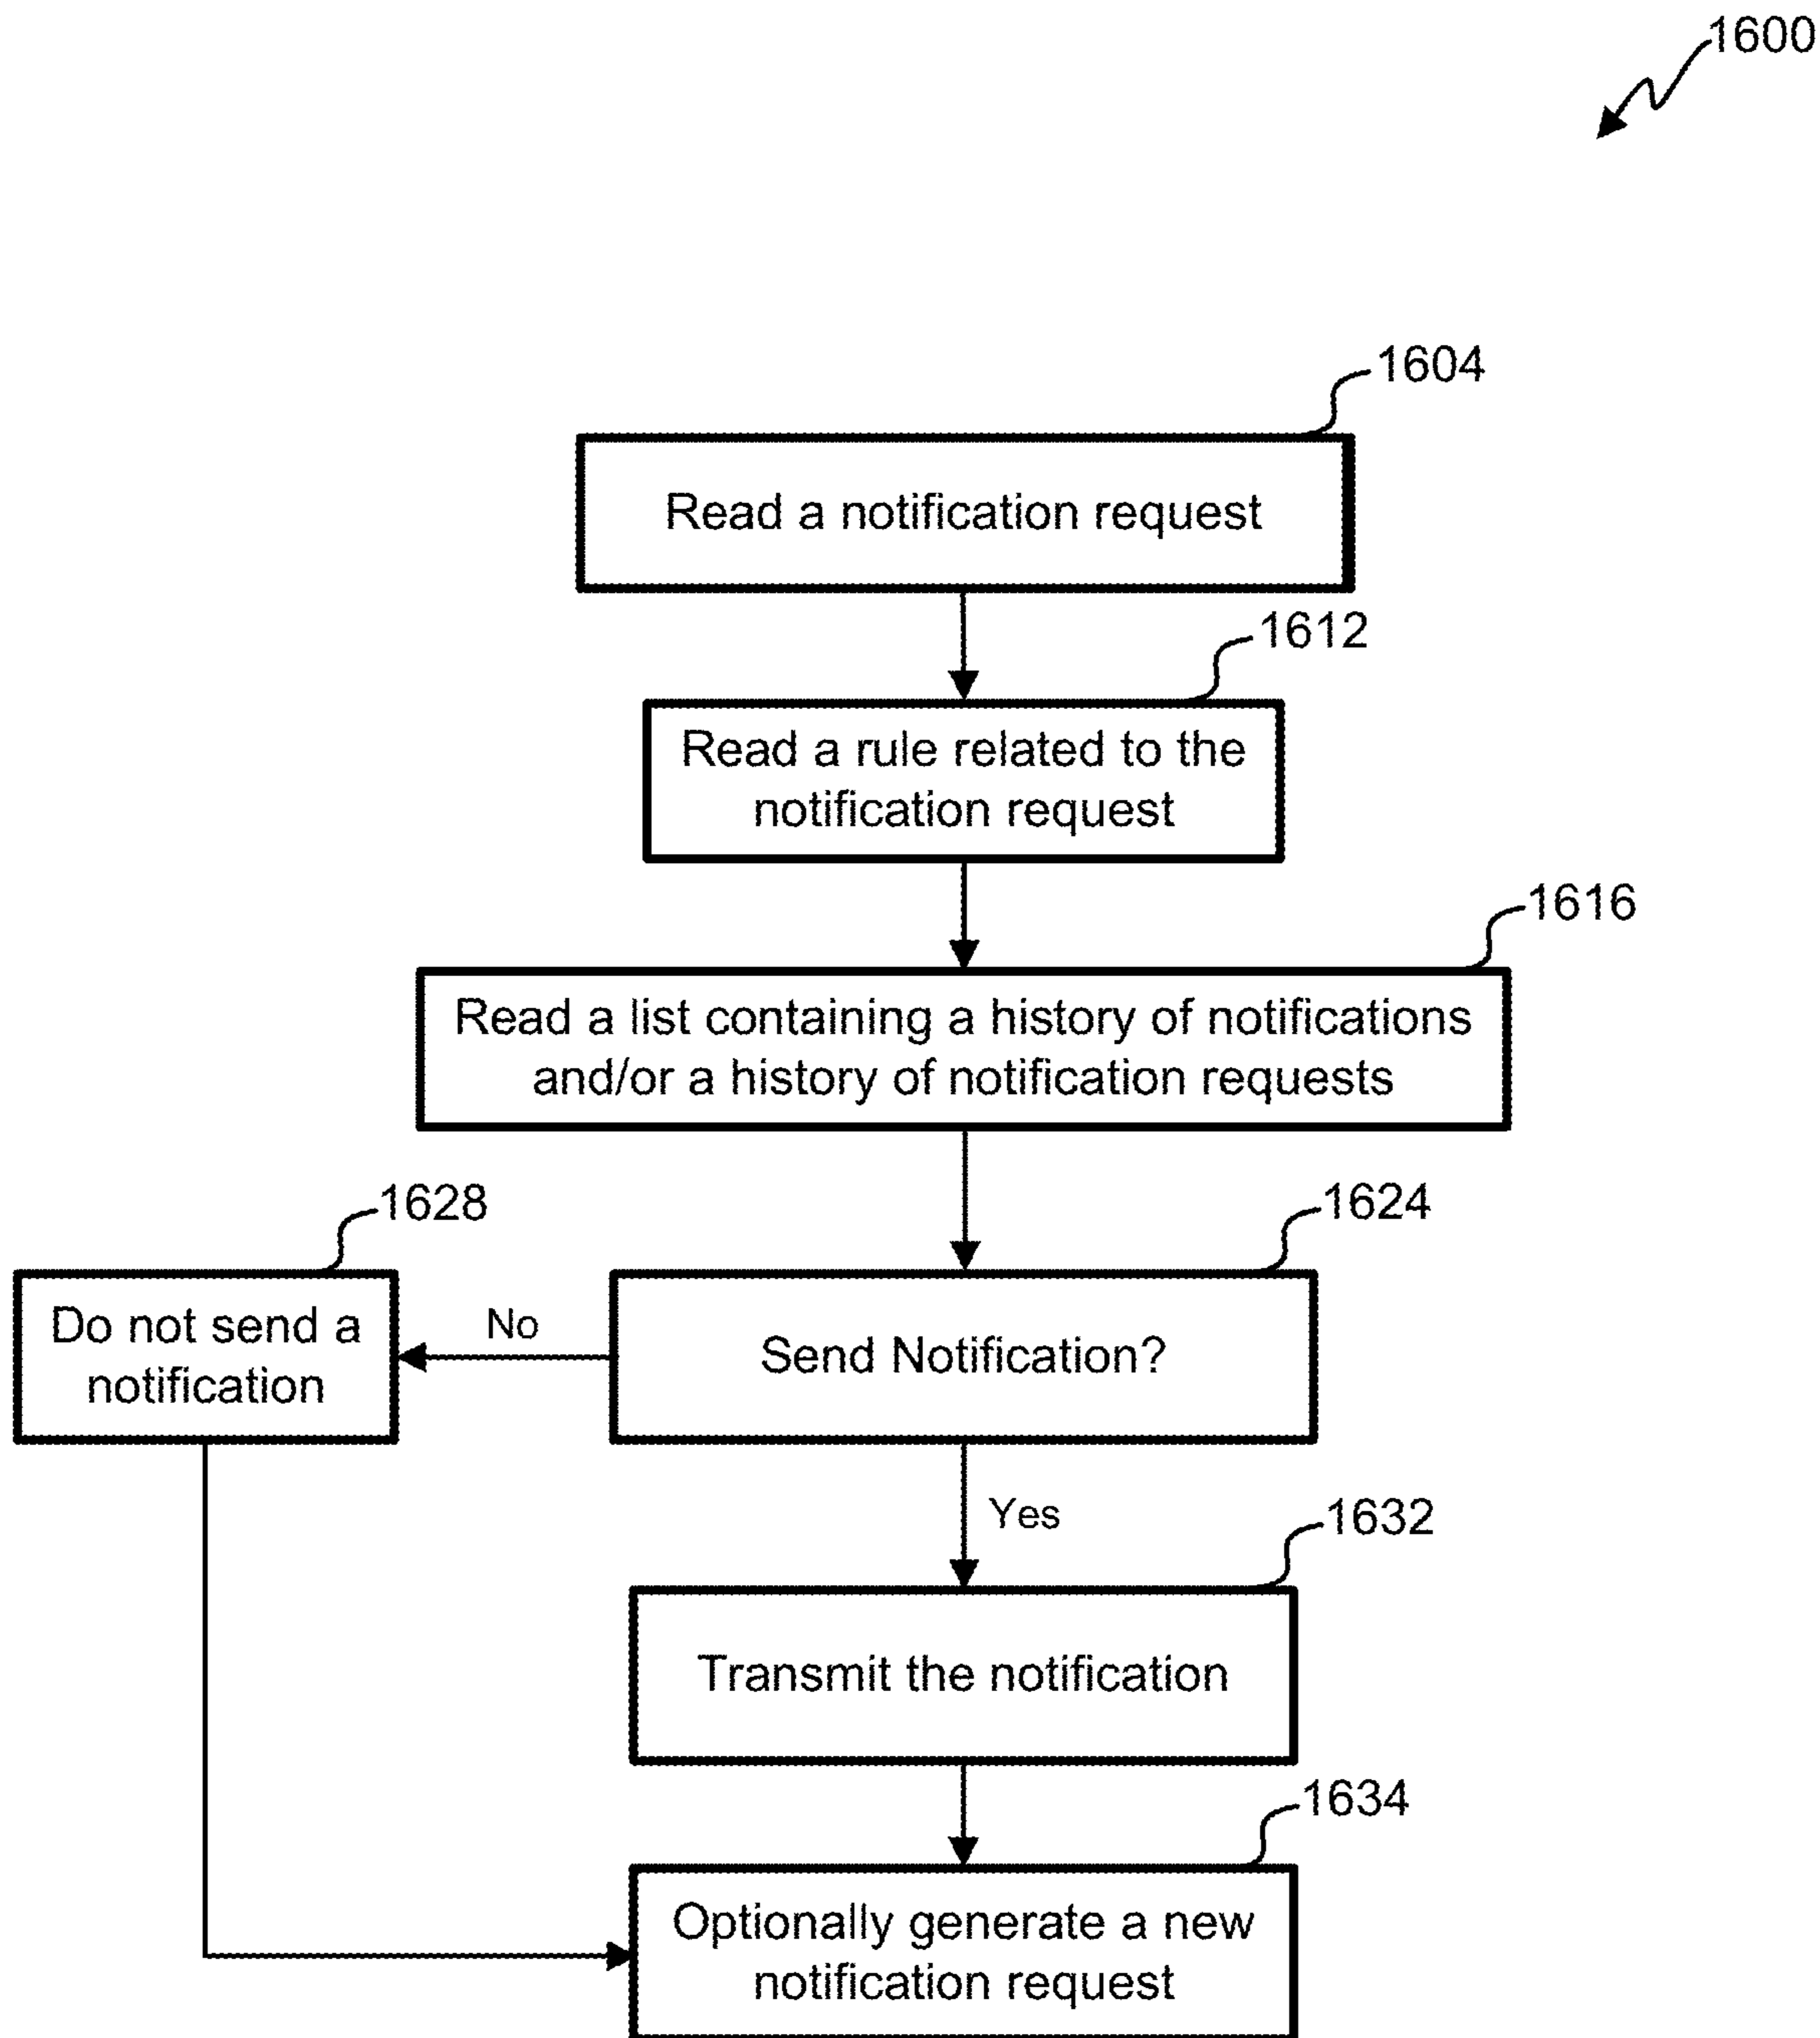 1600
1604
Read a notification request
1612
Read a rule related to the
notification request
1616
Read a list containing a history of notifications
and/or a history of notification requests
1628
1624
Do not send a
notification
No
Send Notification?
Yes
1632
Transmit the notification
1634
Optionally generate a new
notification request